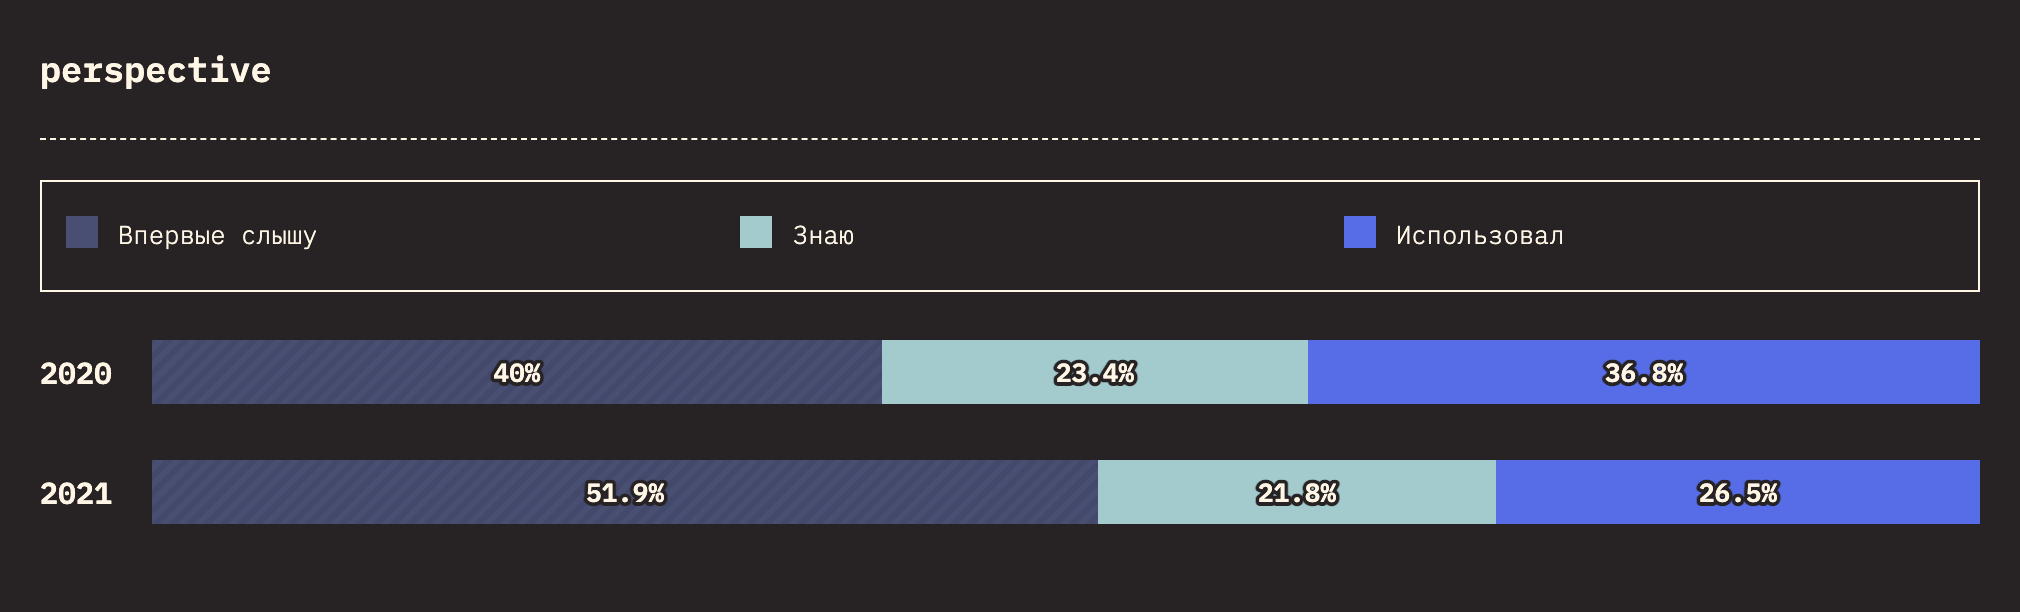 perspective
Впервые слышу Знаю Использовал
2020 40% 23.4% 36.8%
2021 51.9% 21.8% 26.5%